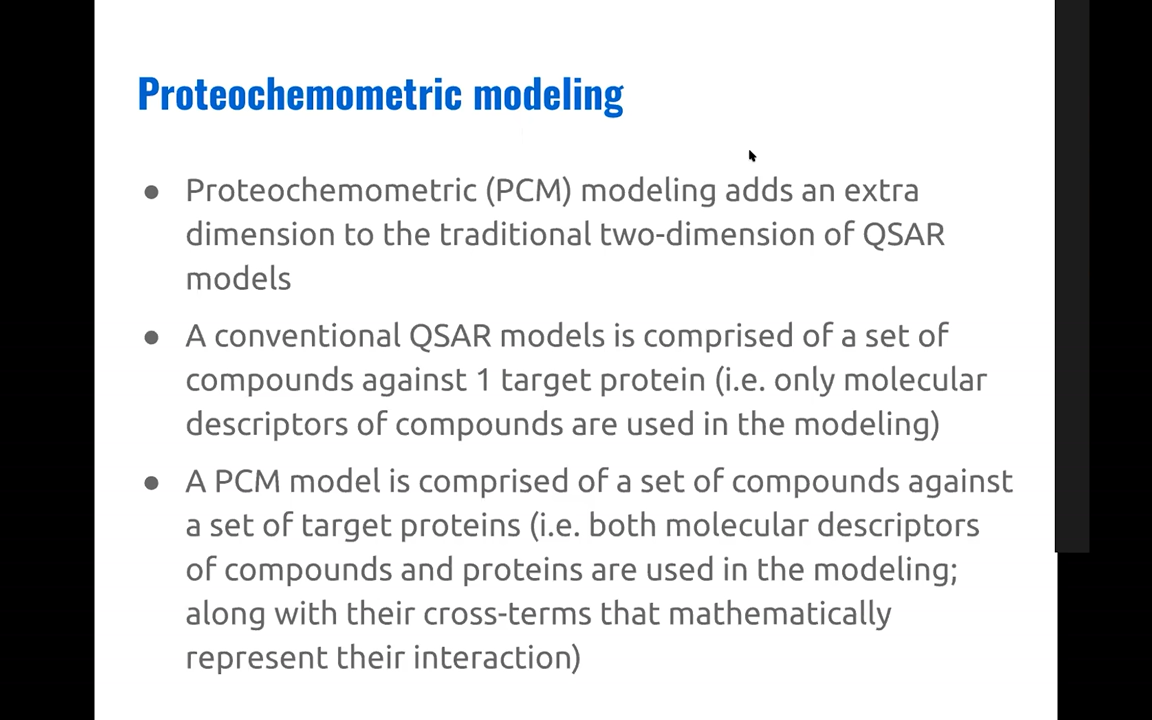 Proteochemometric modeling
● Proteochemometric (PCM) modeling adds an extra
dimension to the traditional two-dimension of QSAR
models
● A conventional QSAR models is comprised of a set of
compounds against 1 target protein (i.e. only molecular
descriptors of compounds are used in the modeling)
● A PCM model is comprised of a set of compounds against
a set of target proteins (i.e. both molecular descriptors
of compounds and proteins are used in the modeling;
along with their cross-terms that mathematically
represent their interaction)